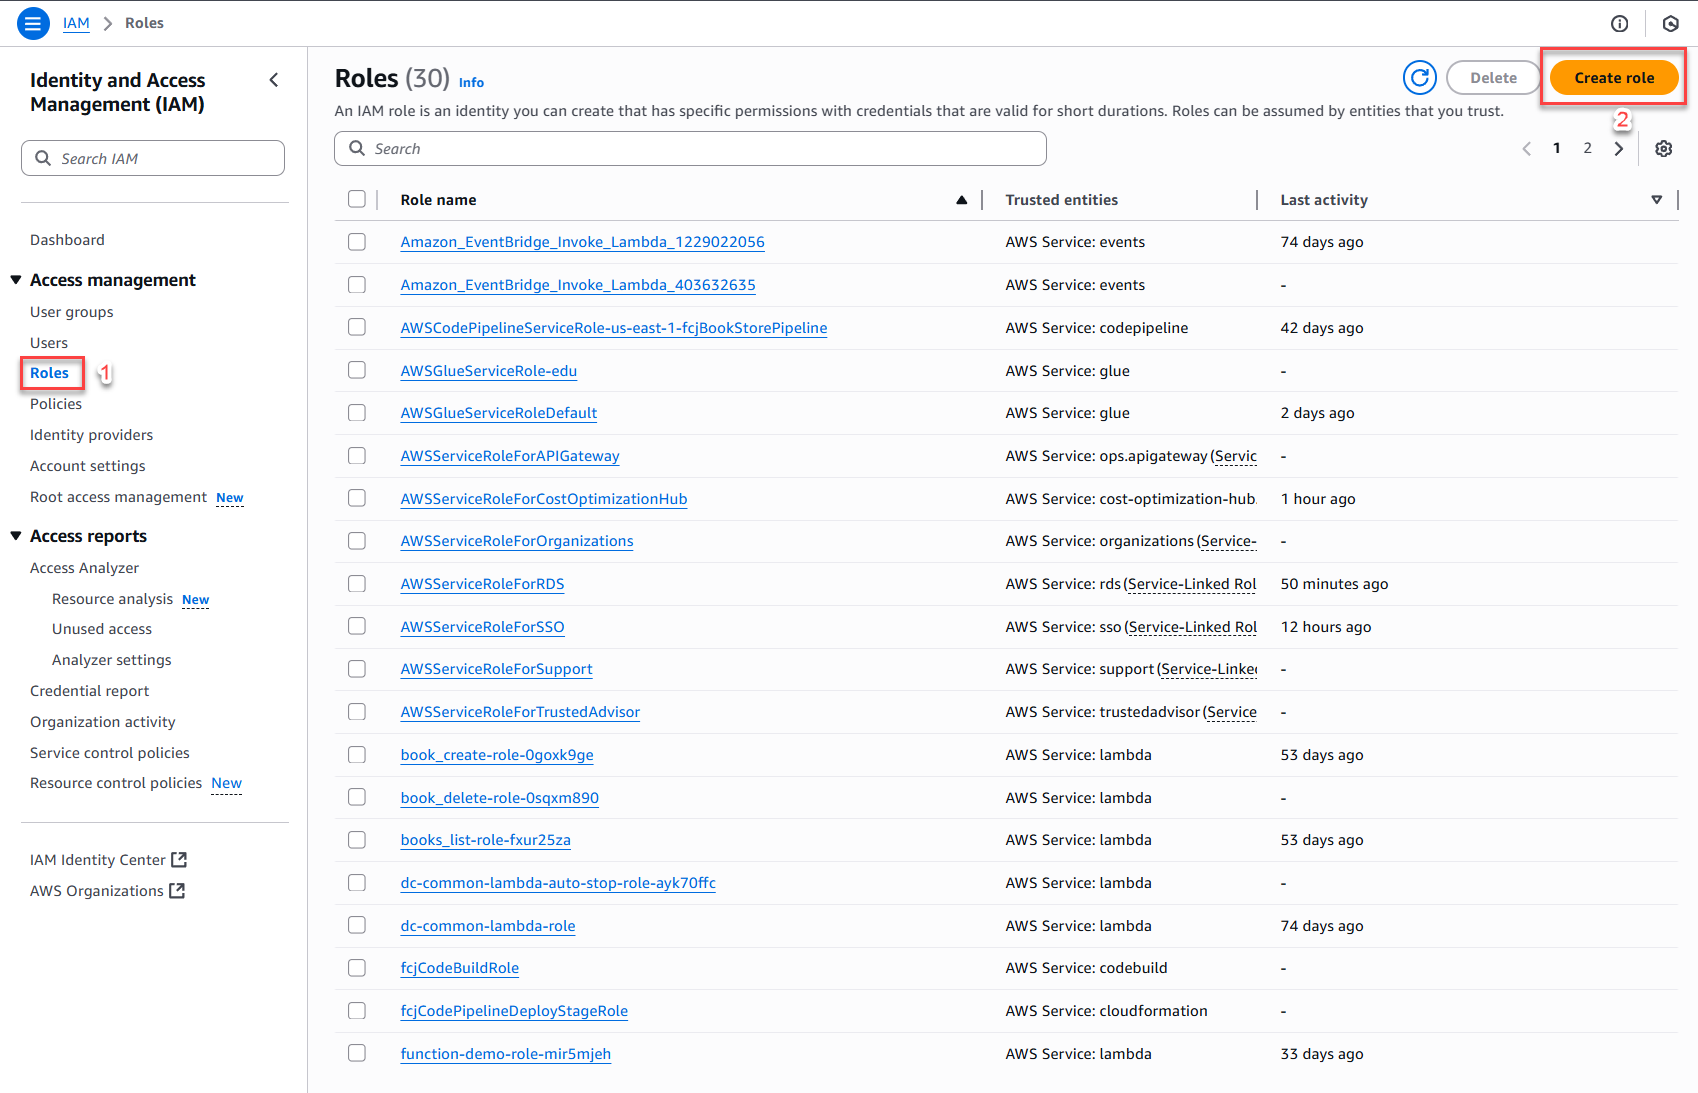 IAM > Roles
Identity and Access
Management (IAM)
Search IAM
Dashboard
Access management
User groups
Users
Roles
1
Policies
Identity providers
Account settings
Root access management New
Access reports
Access Analyzer
Resource analysis New
Unused access
Analyzer settings
Credential report
Organization activity
Service control policies
Resource control policies New
IAM Identity Center
AWS Organizations
Roles (30) Info
Delete
Create role
2
An IAM role is an identity you can create that has specific permissions with credentials that are valid for short durations. Roles can be assumed by entities that you trust.
Search
1 2
Role name Trusted entities Last activity
Amazon_EventBridge_Invoke_Lambda_1229022056 AWS Service: events 74 days ago
Amazon_EventBridge_Invoke_Lambda_403632635 AWS Service: events -
AWSCodePipelineServiceRole-us-east-1-fcjBookStorePipeline AWS Service: codepipeline 42 days ago
AWSGlueServiceRole-edu AWS Service: glue -
AWSGlueServiceRoleDefault AWS Service: glue 2 days ago
AWSServiceRoleForAPIGateway AWS Service: ops.apigateway (Servic -
AWSServiceRoleForCostOptimizationHub AWS Service: cost-optimization-hub. 1 hour ago
AWSServiceRoleForOrganizations AWS Service: organizations (Service- -
AWSServiceRoleForRDS AWS Service: rds (Service-Linked Rol 50 minutes ago
AWSServiceRoleForSSO AWS Service: sso (Service-Linked Rol 12 hours ago
AWSServiceRoleForSupport AWS Service: support (Service-Linke -
AWSServiceRoleForTrustedAdvisor AWS Service: trustedadvisor (Service -
book_create-role-0goxk9ge AWS Service: lambda 53 days ago
book_delete-role-0sqxm890 AWS Service: lambda -
books_list-role-fxur25za AWS Service: lambda 53 days ago
dc-common-lambda-auto-stop-role-ayk70ffc AWS Service: lambda -
dc-common-lambda-role AWS Service: lambda 74 days ago
fcjCodeBuildRole AWS Service: codebuild -
fcjCodePipelineDeployStageRole AWS Service: cloudformation -
function-demo-role-mir5mjeh AWS Service: lambda 33 days ago